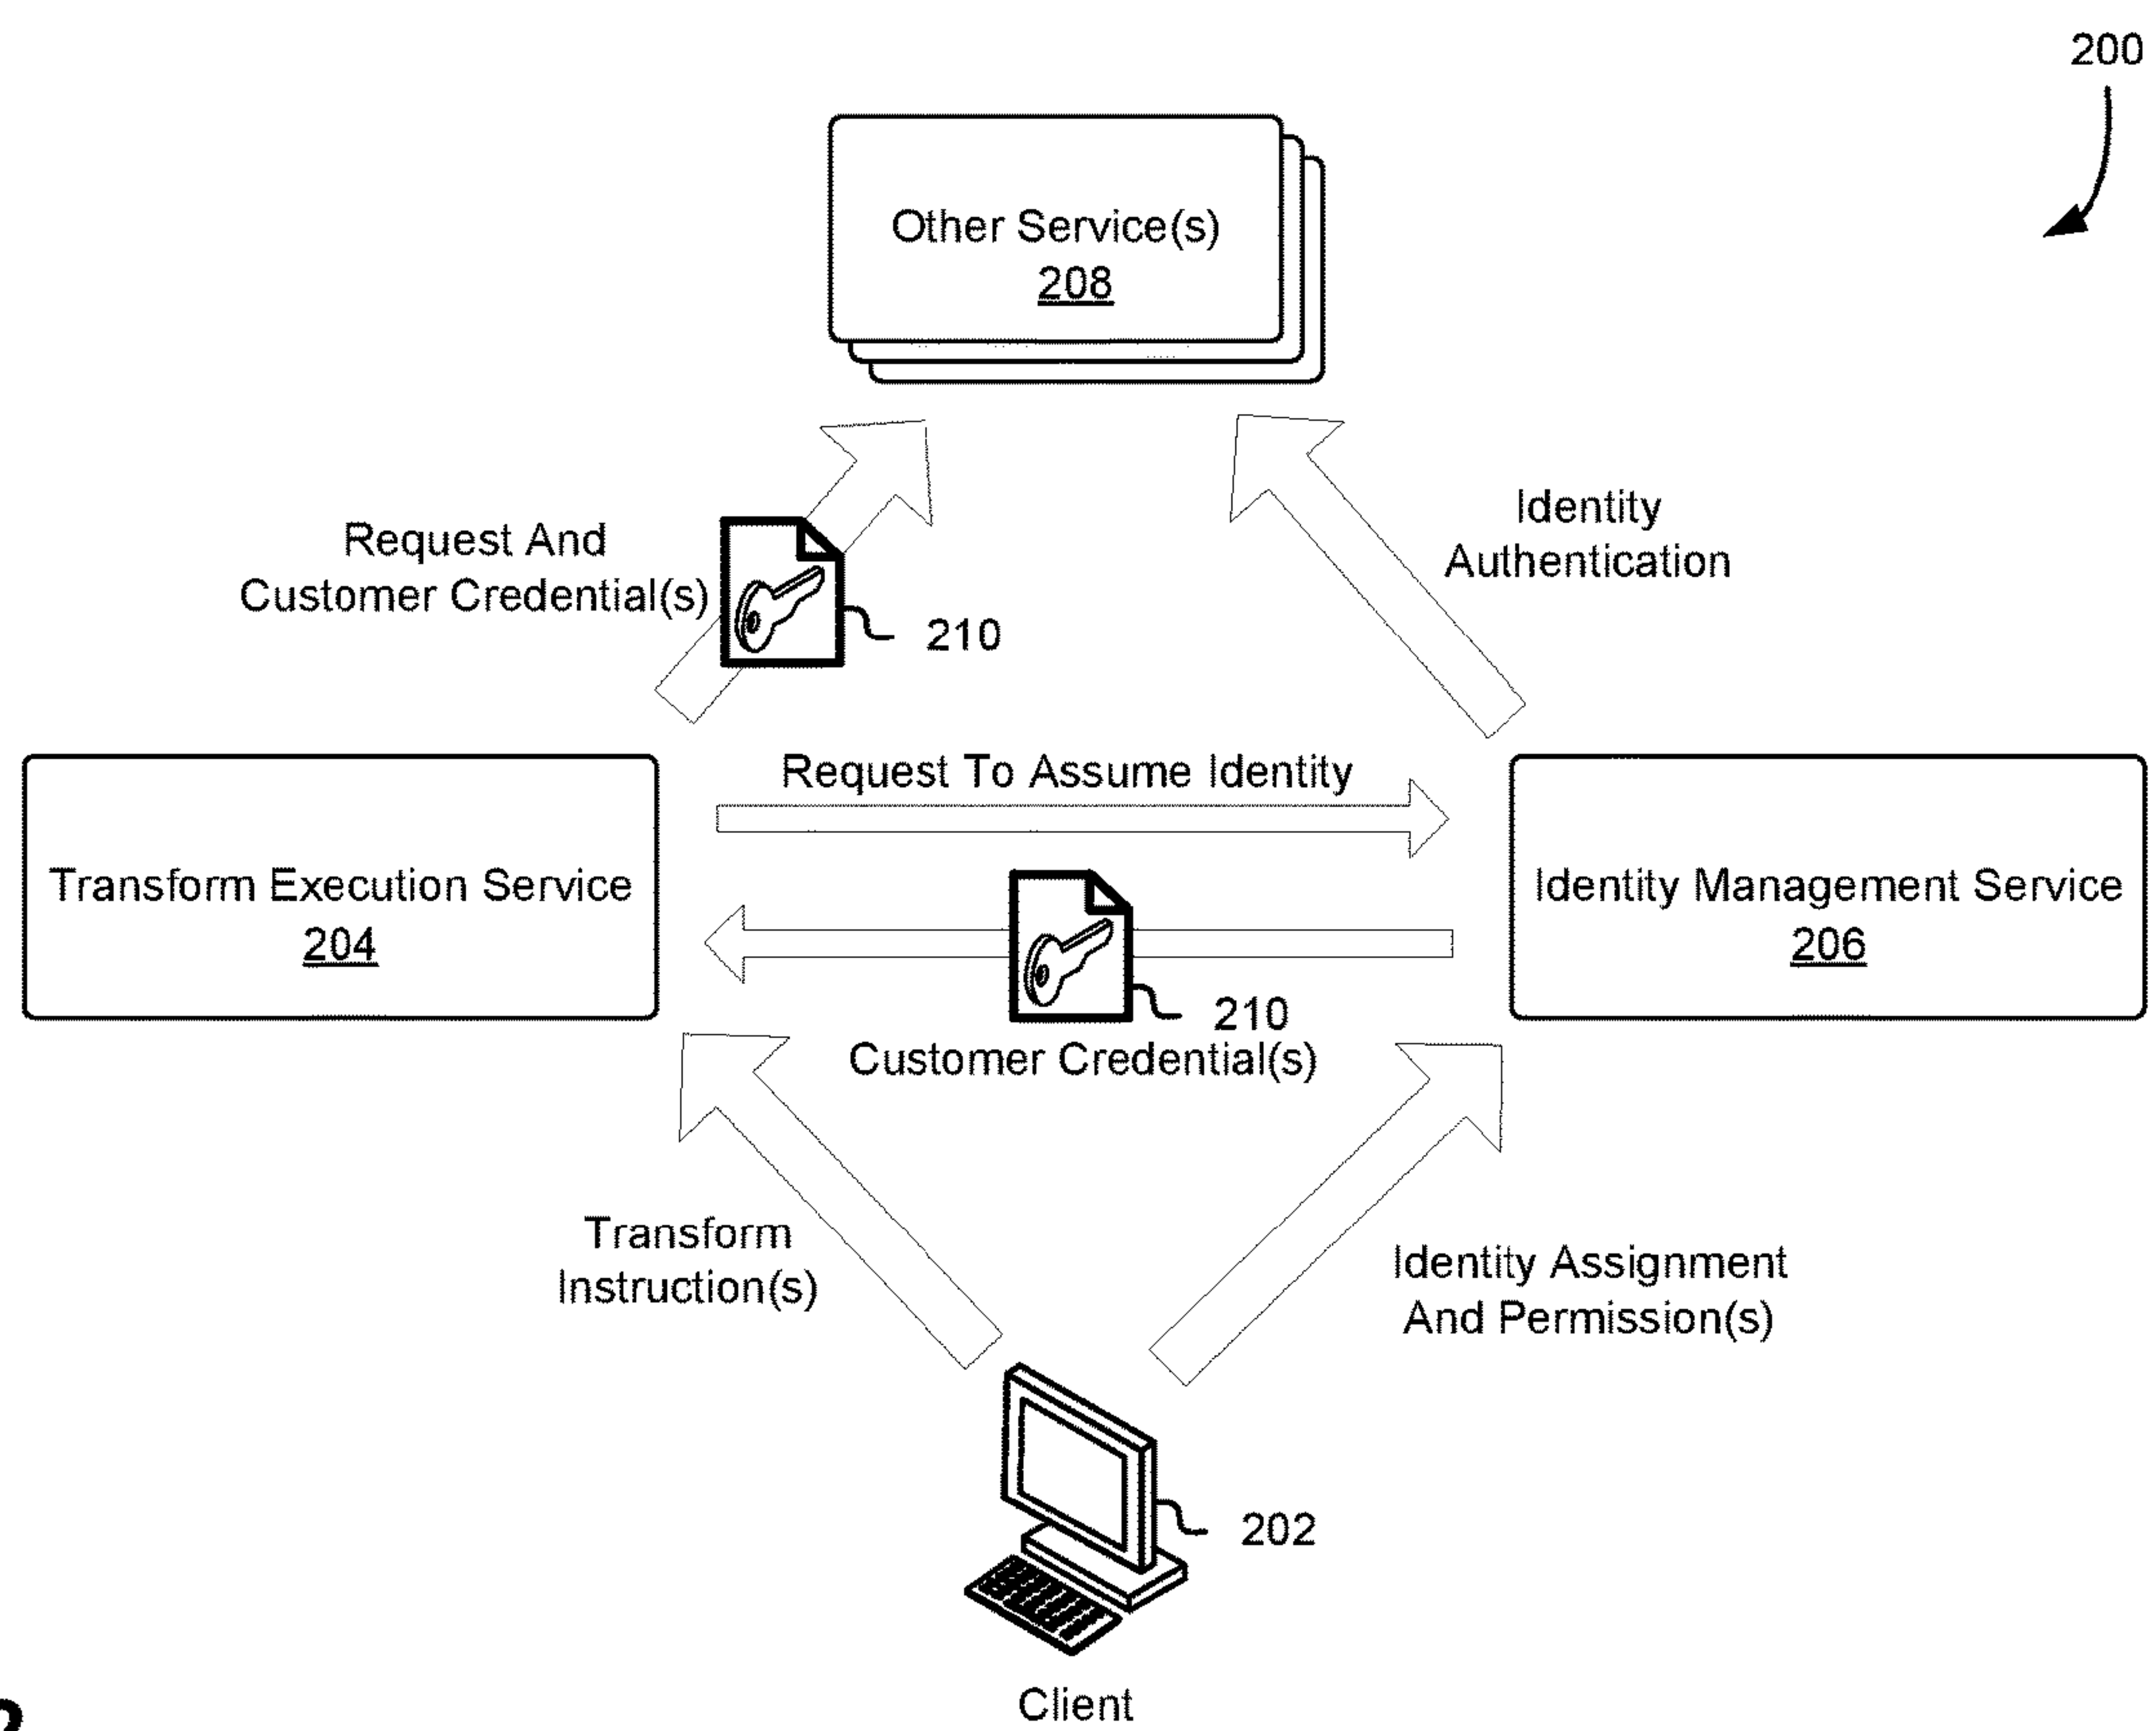 200
Other Service(s)
208
Request And
Customer Credential(s)
210
Identity
Authentication
Request To Assume Identity
Transform Execution Service
204
Identity Management Service
206
210
Customer Credential(s)
Transform
Instruction(s)
Identity Assignment
And Permission(s)
202
Client